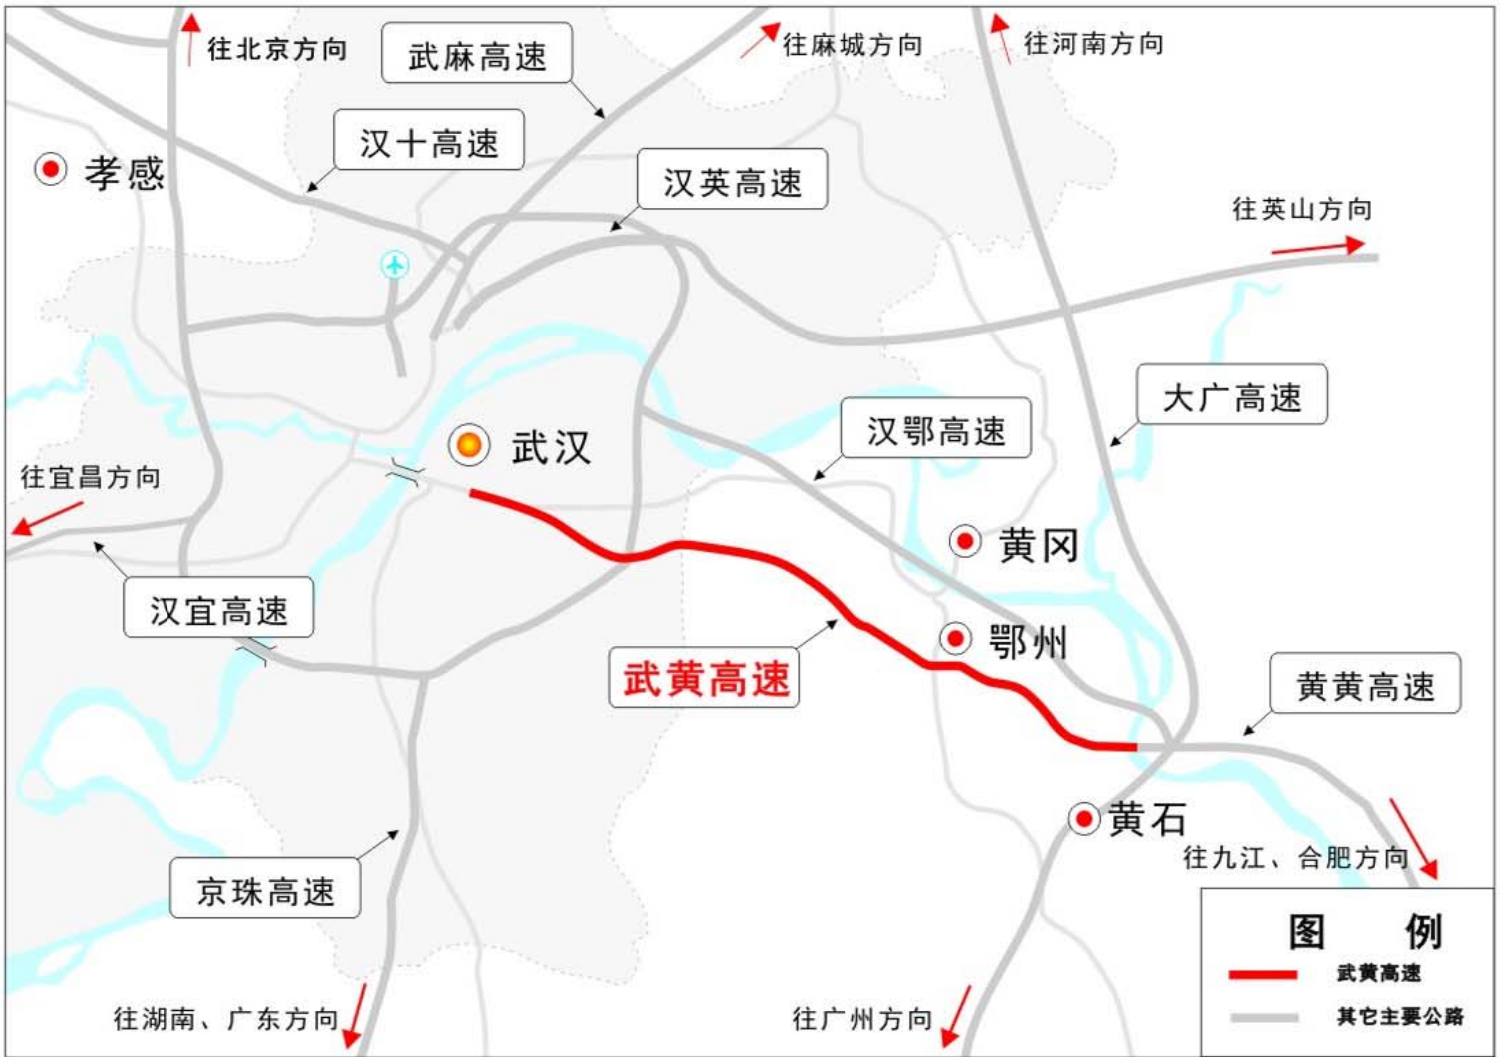 往北京方向
武麻高速
往麻城方向
往河南方向
汉十高速
孝感
汉英高速
往英山方向
大广高速
汉鄂高速
武汉
往宜昌方向
黄冈
汉宜高速
鄂州
武黄高速
黄黄高速
黄石
往九江、合肥方向
京珠高速
图 例
武黄高速
其它主要公路
往湖南、广东方向
往广州方向